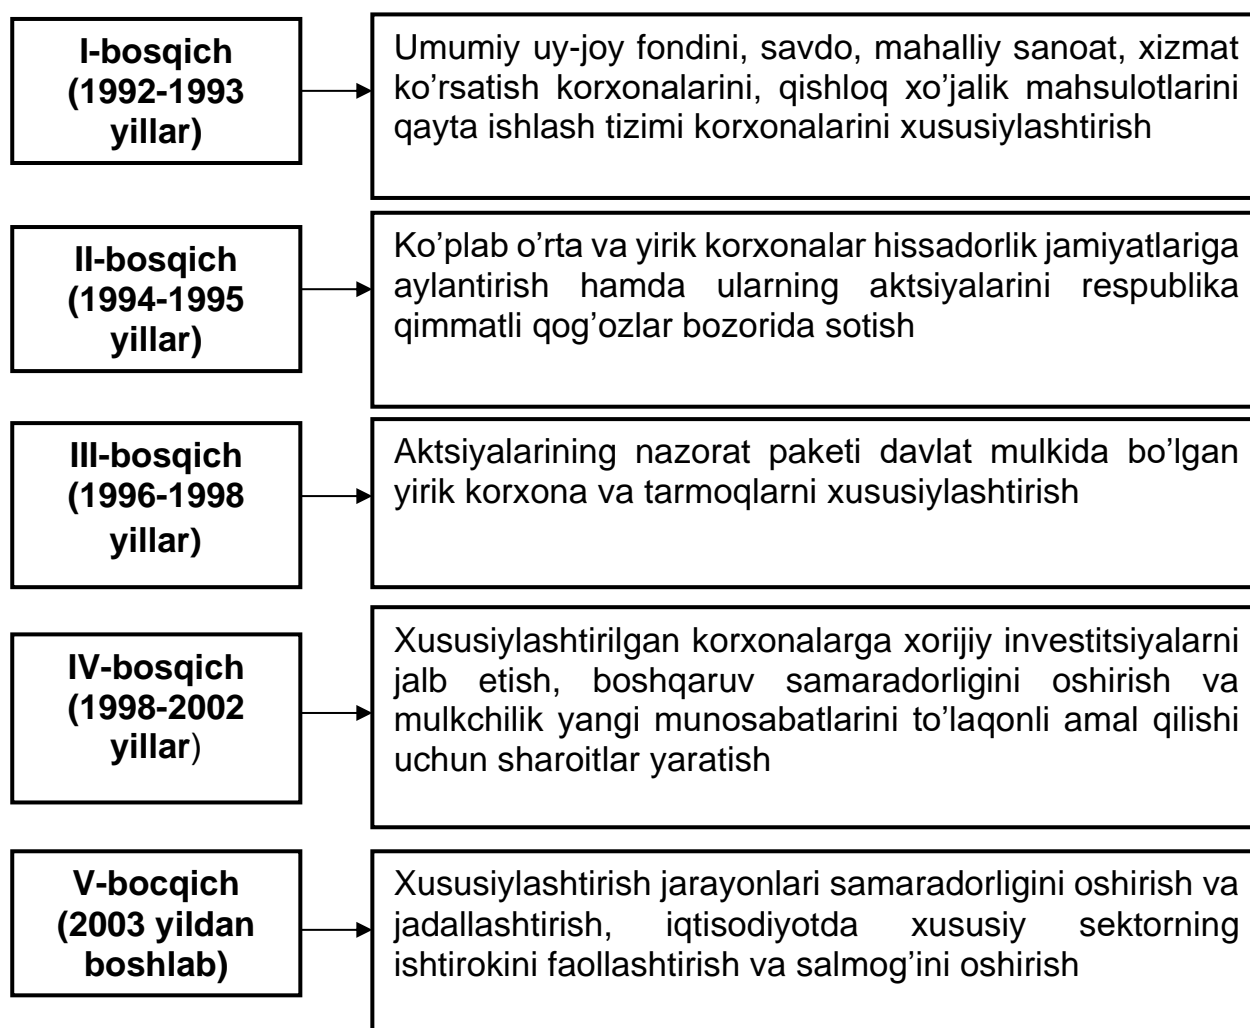 I-bosqich
(1992-1993
yillar)
Umumiy uy-joy fondini, savdo, mahalliy sanoat, xizmat
ko’rsatish korxonalarini, qishloq xo’jalik mahsulotlarini
qayta ishlash tizimi korxonalarini xususiylashtirish
II-bosqich
(1994-1995
yillar)
Ko’plab o’rta va yirik korxonalar hissadorlik jamiyatlariga
aylantirish hamda ularning aktsiyalarini respublika
qimmatli qog’ozlar bozorida sotish
III-bosqich
(1996-1998
yillar)
Aktsiyalarining nazorat paketi davlat mulkida bo’lgan
yirik korxona va tarmoqlarni xususiylashtirish
IV-bosqich
(1998-2002
yillar)
Xususiylashtirilgan korxonalarga xorijiy investitsiyalarni
jalb etish, boshqaruv samaradorligini oshirish va
mulkchilik yangi munosabatlarini to’laqonli amal qilishi
uchun sharoitlar yaratish
V-bocqich
(2003 yildan
boshlab)
Xususiylashtirish jarayonlari samaradorligini oshirish va
jadallashtirish, iqtisodiyotda xususiy sektorning
ishtirokini faollashtirish va salmog’ini oshirish